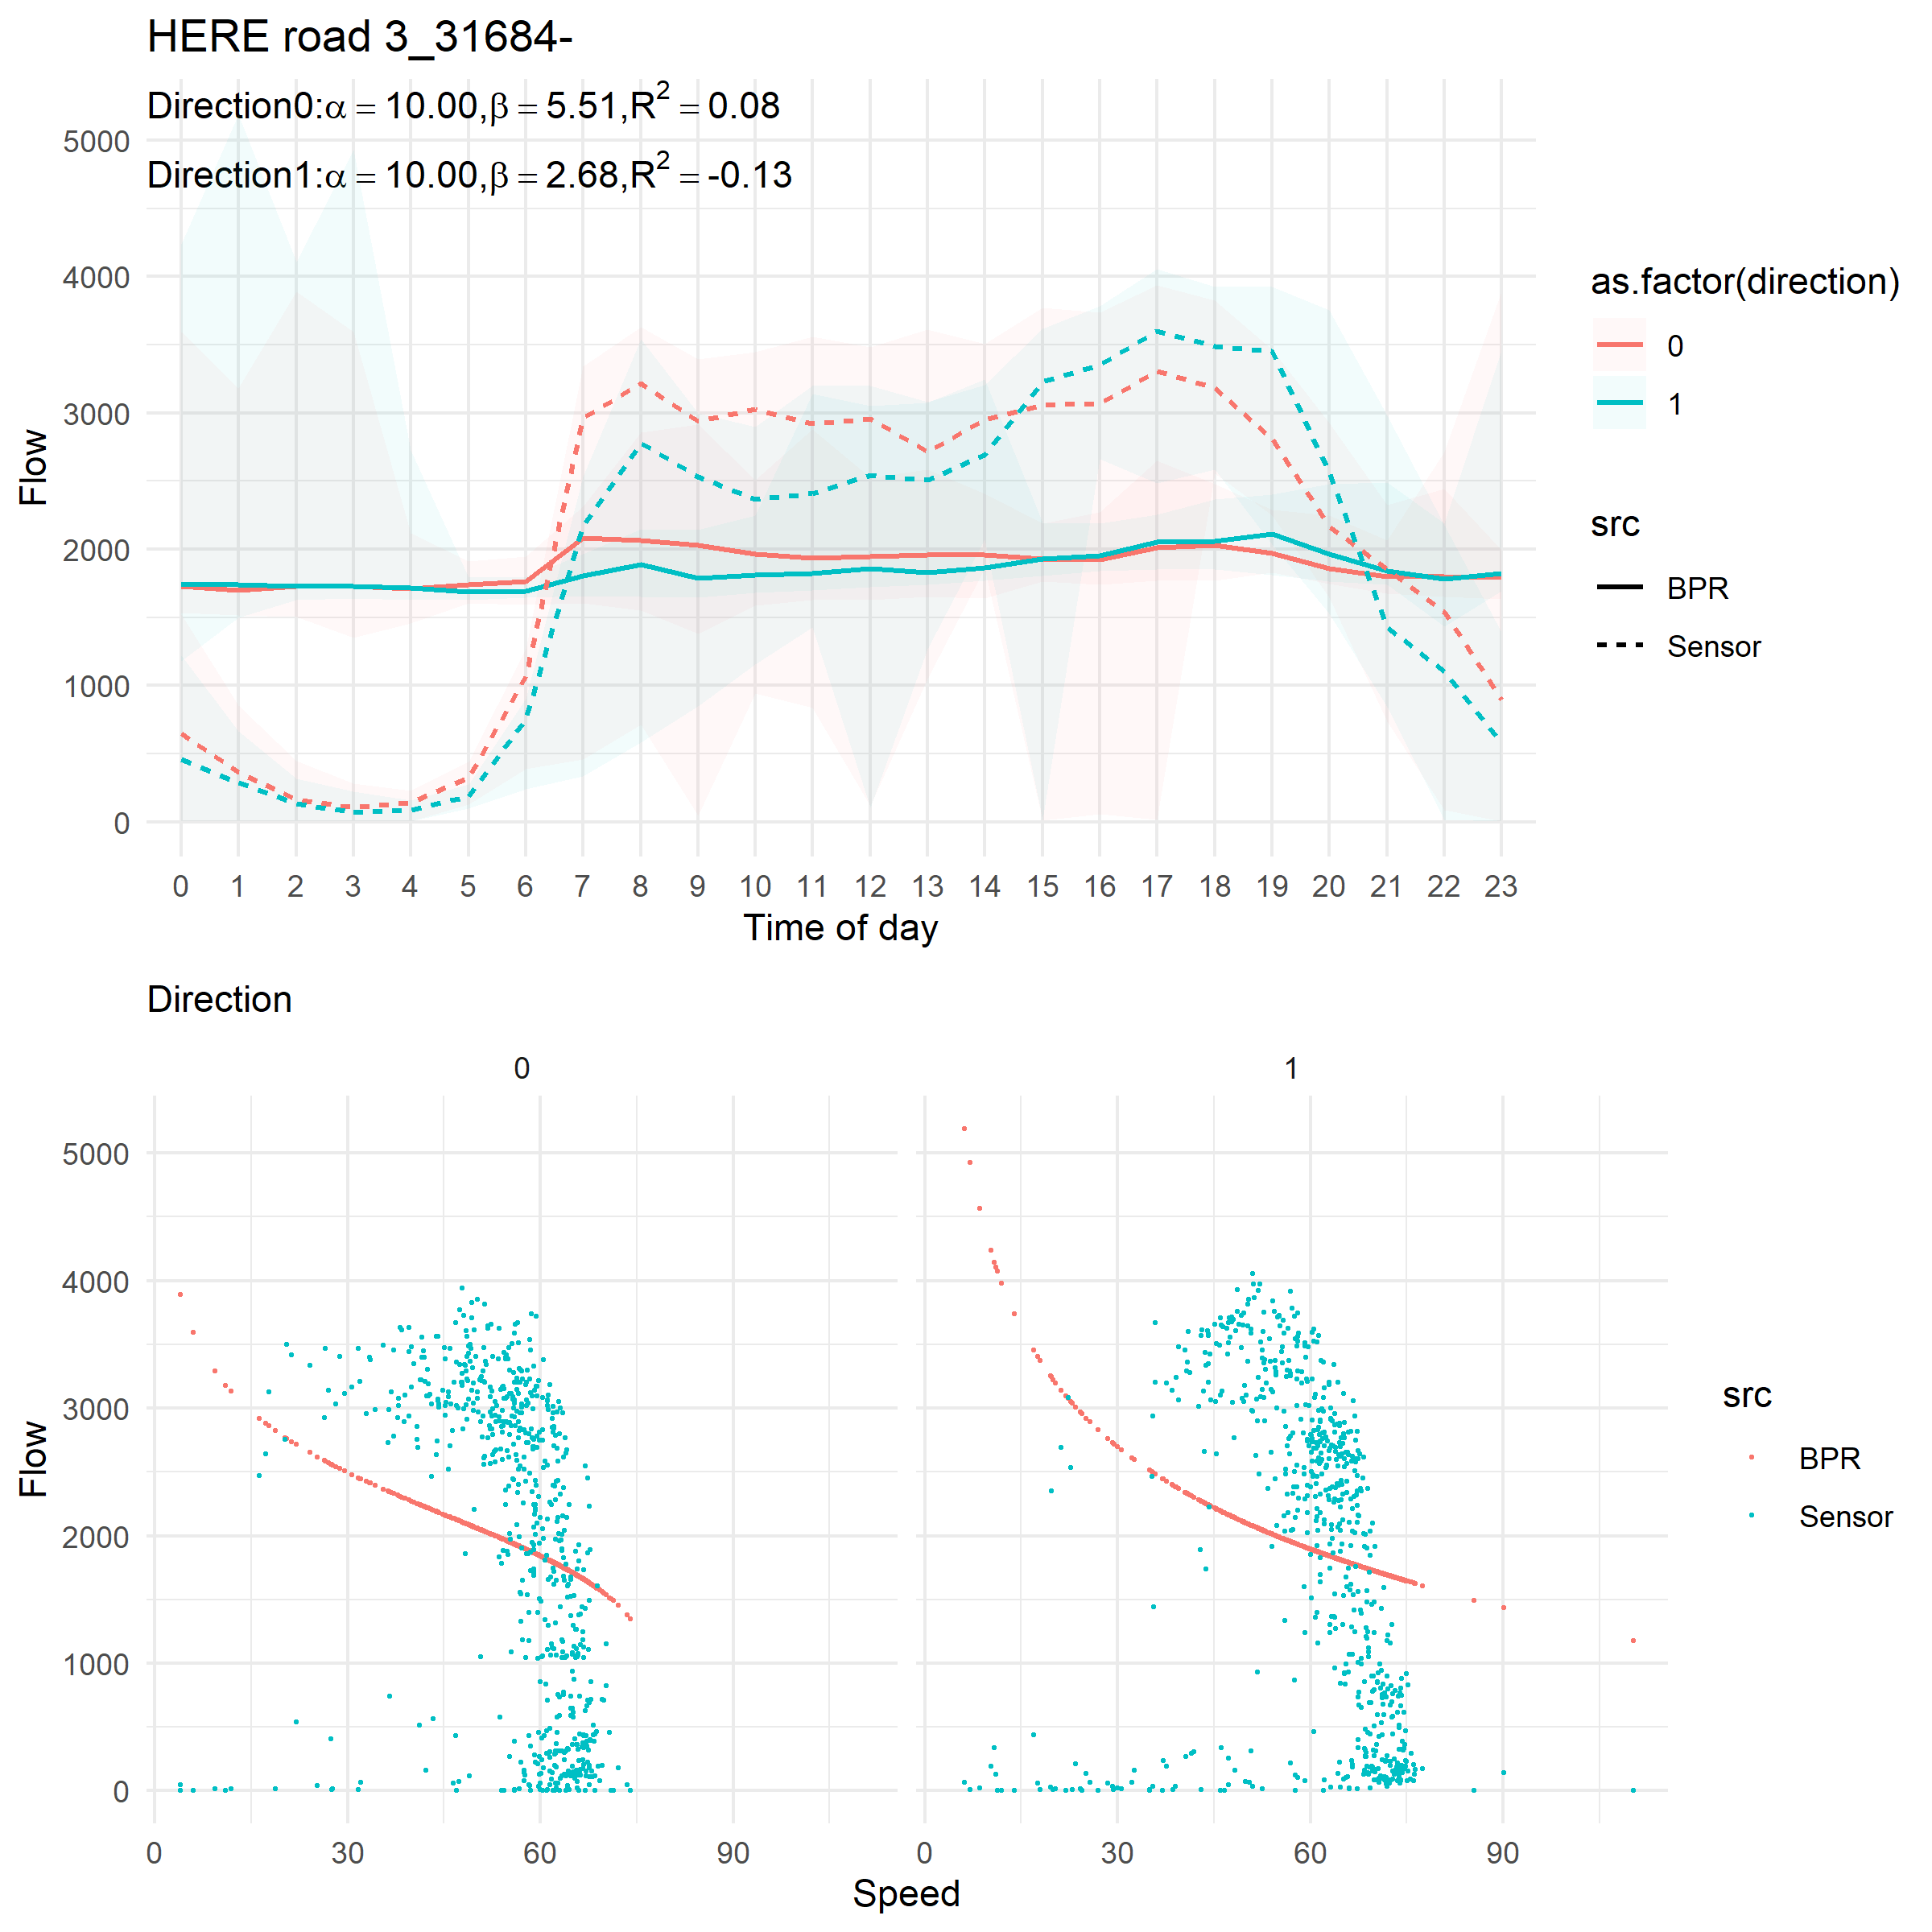 HERE road 3_31684-
Direction0:α = 10.00,β = 5.51,R² = 0.08
Direction1:α = 10.00,β = 2.68,R² = -0.13
5000
4000
3000
2000
1000
0
Flow
0 1 2 3 4 5 6 7 8 9 10 11 12 13 14 15 16 17 18 19 20 21 22 23
Time of day
as.factor(direction)
0
1
src
BPR
Sensor
Direction
0 1
5000
4000
3000
2000
1000
0
Flow
0 30 60 90 0 30 60 90
Speed
src
BPR
Sensor